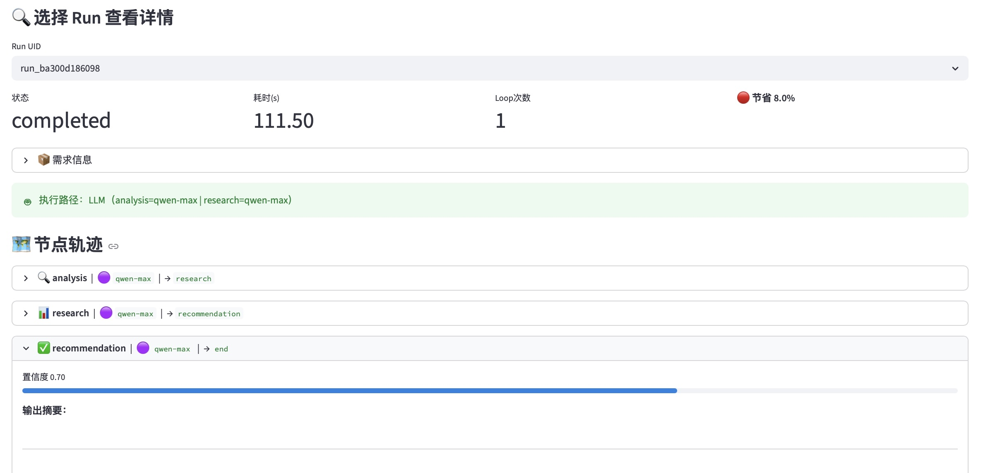 🔍 选择 Run 查看详情
Run UID
run_ba300d186098
状态
completed
耗时(s)
111.50
Loop次数
1
🔴 节省 8.0%
📦 需求信息
执行路径：LLM（analysis=qwen-max | research=qwen-max）
🗺️ 节点轨迹
🔍 analysis | 🟣 qwen-max | → research
📊 research | 🟣 qwen-max | → recommendation
✅ recommendation | 🟣 qwen-max | → end
置信度 0.70
输出摘要：